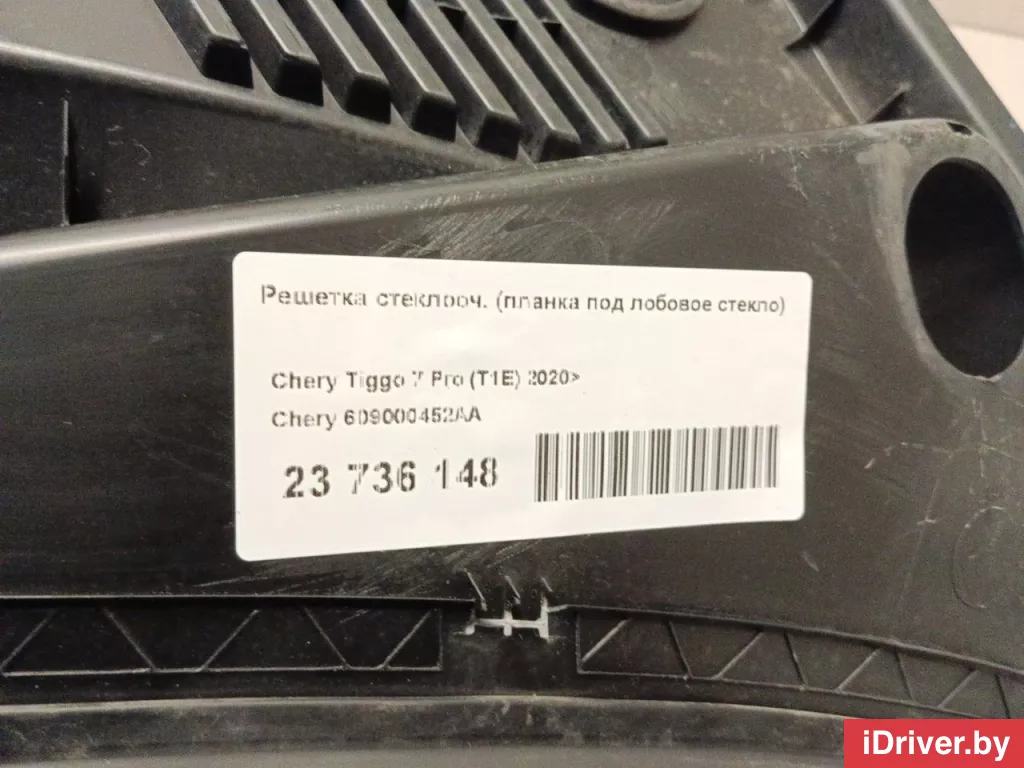 Решетка стеклооч. (планка под лобовое стекло)
Chery Tiggo 7 Pro (T1E) 2020>
Chery 609000452AA
23 736 148
iDriver.by